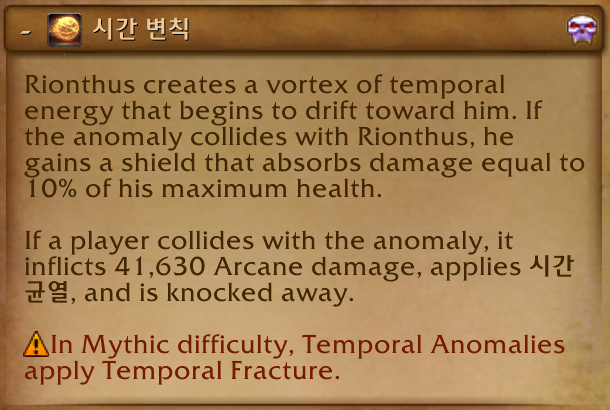 - 시간 변칙
Rionthus creates a vortex of temporal
energy that begins to drift toward him. If
the anomaly collides with Rionthus, he
gains a shield that absorbs damage equal to
10% of his maximum health.
If a player collides with the anomaly, it
inflicts 41,630 Arcane damage, applies 시간
균열, and is knocked away.
In Mythic difficulty, Temporal Anomalies
apply Temporal Fracture.